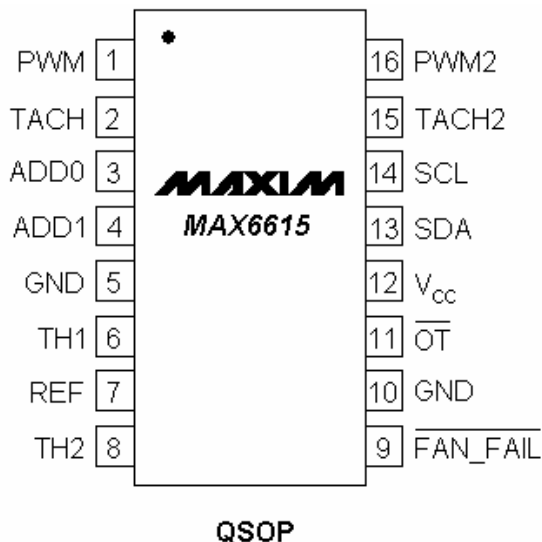 PWM 1 16 PWM2
TACH 2 15 TACH2
ADD0 3 14 SCL
MAXIM
ADD1 4 13 SDA
MAX6615
GND 5 12 Vcc
TH1 6 11 OT
REF 7 10 GND
TH2 8 9 FAN_FAIL
QSOP